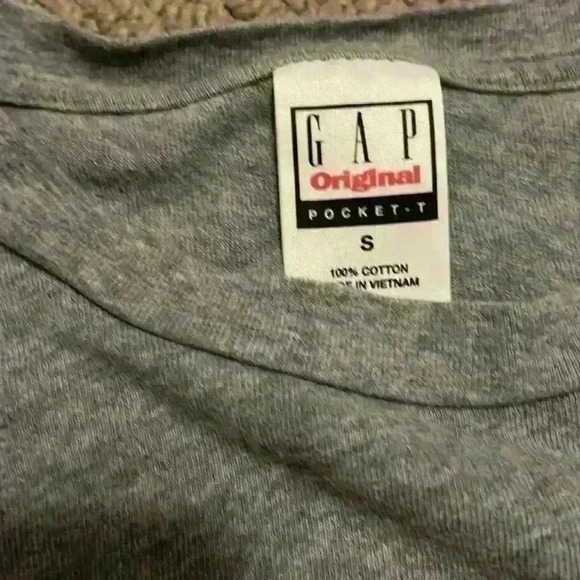 GAP
Original
POCKET-T
S
100% COTTON
IN VIETNAM